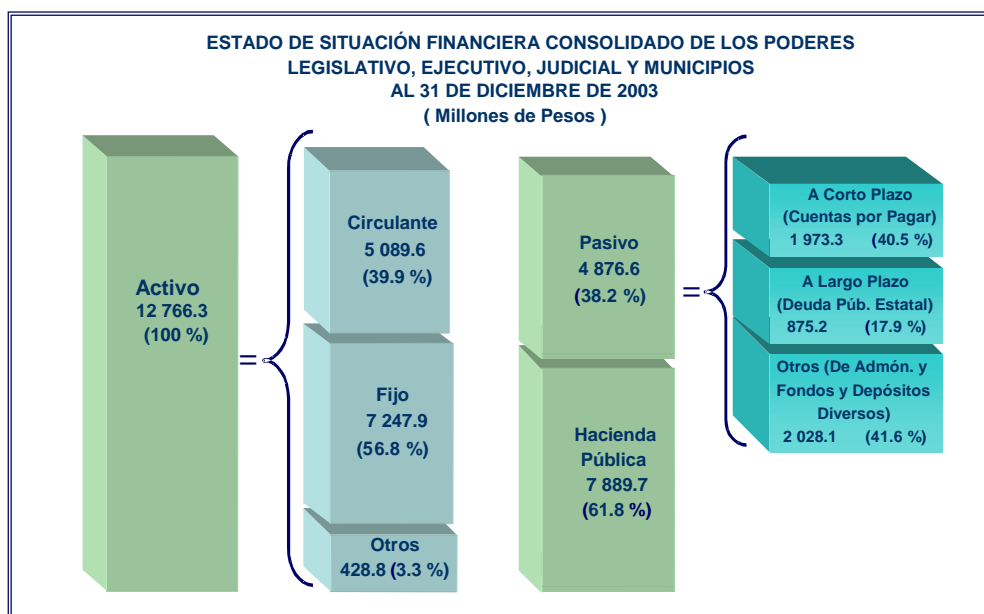 ESTADO DE SITUACIÓN FINANCIERA CONSOLIDADO DE LOS PODERES
LEGISLATIVO, EJECUTIVO, JUDICIAL Y MUNICIPIOS
AL 31 DE DICIEMBRE DE 2003
( Millones de Pesos )
Activo
12 766.3
(100 %)
=
Circulante
5 089.6
(39.9 %)
Fijo
7 247.9
(56.8 %)
Otros
428.8 (3.3 %)
Pasivo
4 876.6
(38.2 %)
=
Hacienda
Pública
7 889.7
(61.8 %)
A Corto Plazo
(Cuentas por Pagar)
1 973.3 (40.5 %)
A Largo Plazo
(Deuda Púb. Estatal)
875.2 (17.9 %)
Otros (De Admón. y
Fondos y Depósitos
Diversos)
2 028.1 (41.6 %)